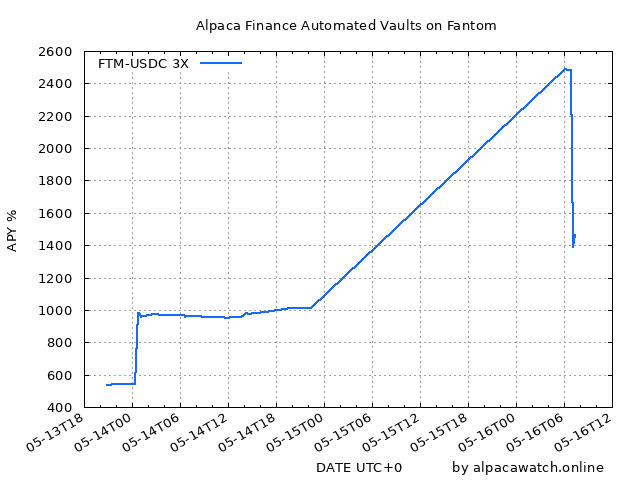 Alpaca Finance Automated Vaults on Fantom
FTM-USDC 3X
APY %
2600
2400
2200
2000
1800
1600
1400
1200
1000
800
600
400
05-13T18
05-14T00
05-14T06
05-14T12
05-14T18
05-15T00
05-15T06
05-15T12
05-15T18
05-16T00
05-16T06
05-16T12
DATE UTC+0
by alpacawatch.online